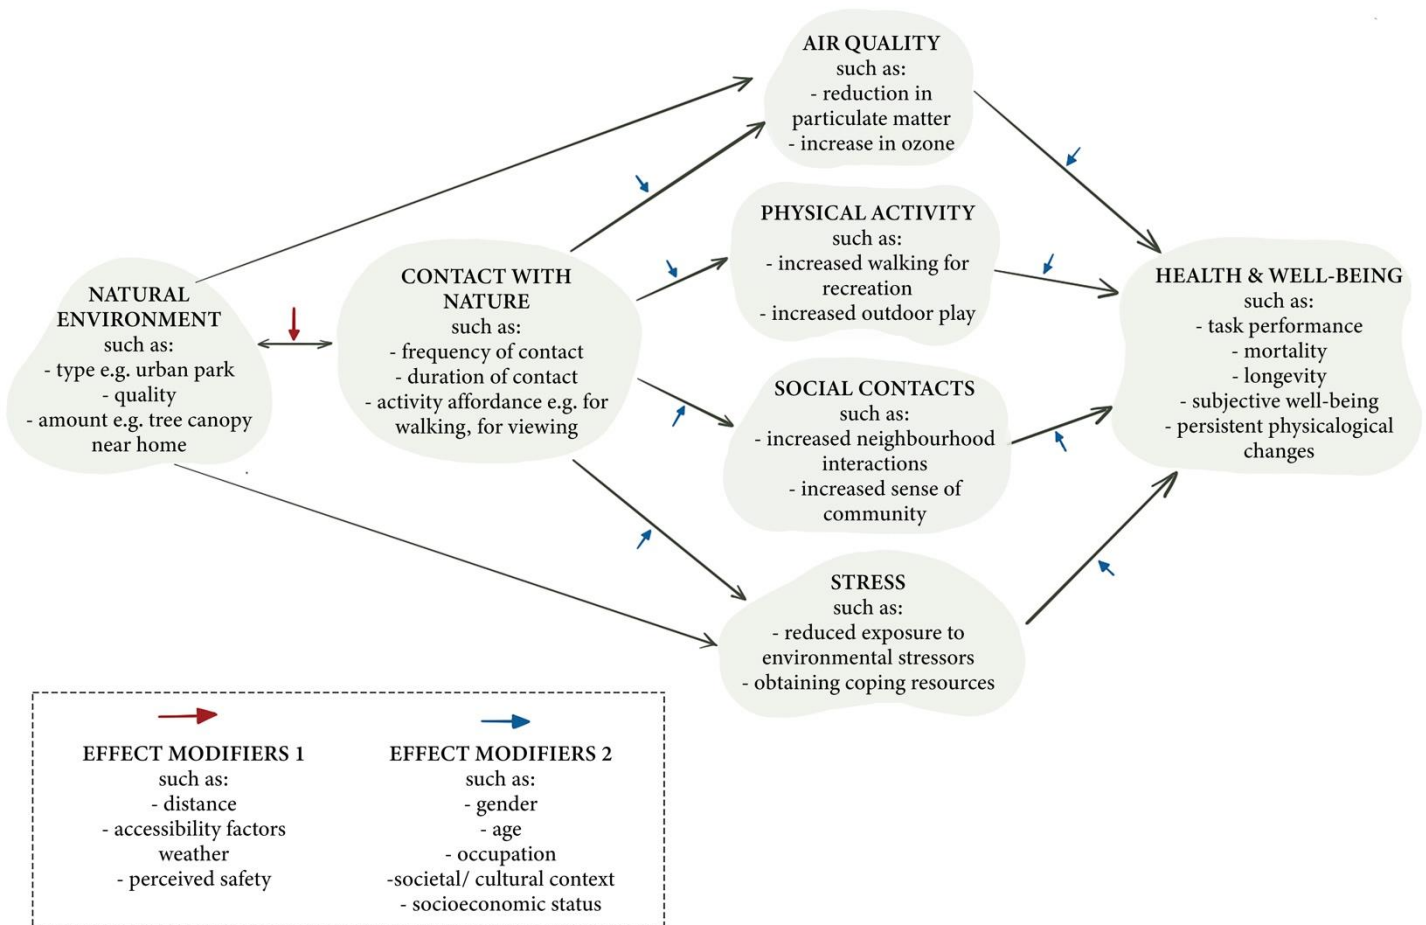 AIR QUALITY
such as:
- reduction in
particulate matter
- increase in ozone
PHYSICAL ACTIVITY
such as:
- increased walking for
recreation
- increased outdoor play
NATURAL
ENVIRONMENT
such as:
- type e.g. urban park
- quality
- amount e.g. tree canopy
near home
CONTACT WITH
NATURE
such as:
- frequency of contact
- duration of contact
- activity affordance e.g. for
walking, for viewing
HEALTH & WELL-BEING
such as:
- task performance
- mortality
- longevity
- subjective well-being
- persistent physicalogical
changes
SOCIAL CONTACTS
such as:
- increased neighbourhood
interactions
- increased sense of
community
STRESS
such as:
- reduced exposure to
environmental stressors
- obtaining coping resources
EFFECT MODIFIERS 1
such as:
- distance
- accessibility factors
weather
- perceived safety
EFFECT MODIFIERS 2
such as:
- gender
- age
- occupation
-societal/ cultural context
- socioeconomic status